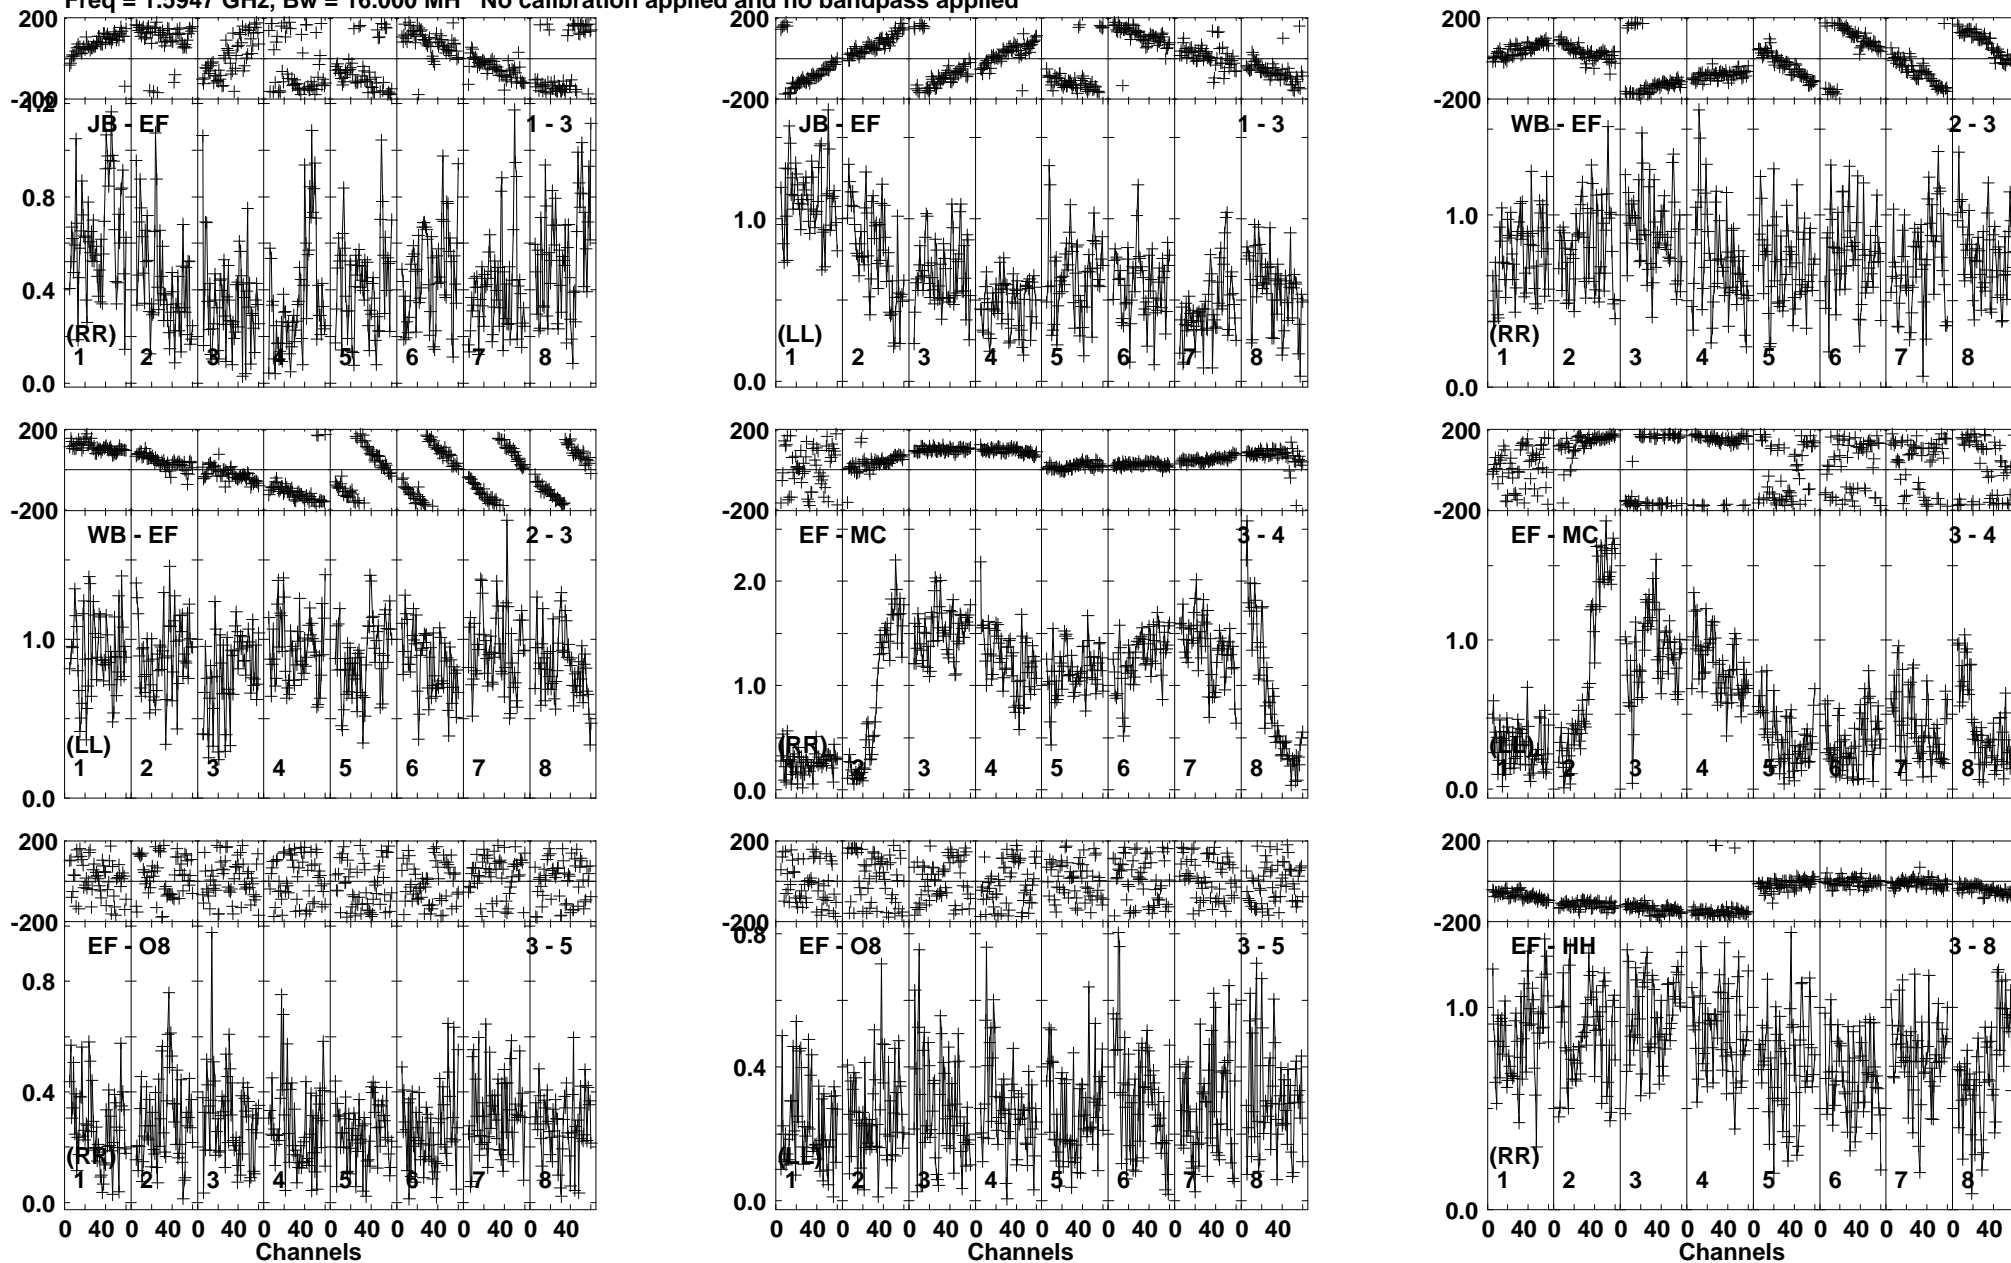 Freq = 1.5947 GHz, Bw = 16.000 MH No calibration applied and no bandpass applied
200 200 200
-200 -200 -200
1.2
JB - EF 1 - 3 JB - EF 1 - 3 WB - EF 2 - 3
0.8
1.0 1.0
0.4
(RR) (LL) (RR)
1 2 3 4 5 6 7 8 1 2 3 4 5 6 7 8 1 2 3 4 5 6 7 8
0.0 0.0 0.0
200 200 200
-200 -200 -200
WB - EF 2 - 3 EF - MC 3 - 4 EF - MC 3 - 4
2.0
1.0 1.0 1.0
(LL) (RR) (LL)
1 2 3 4 5 6 7 8 1 2 3 4 5 6 7 8 1 2 3 4 5 6 7 8
0.0 0.0 0.0
200 200 200
-200 -200 -200
0.8
EF - O8 3 - 5 EF - O8 3 - 5 EF - HH 3 - 8
0.8
1.0
0.4 0.4
(RR) (LL) (RR)
1 2 3 4 5 6 7 8 1 2 3 4 5 6 7 8 1 2 3 4 5 6 7 8
0.0 0.0 0.0
0 40 0 40 0 40 0 40 0 40 0 40 0 40 0 40 0 40 0 40 0 40 0 40 0 40 0 40 0 40 0 40 0 40 0 40 0 40 0 40 0 40 0 40 0 40 0 40
Channels Channels Channels